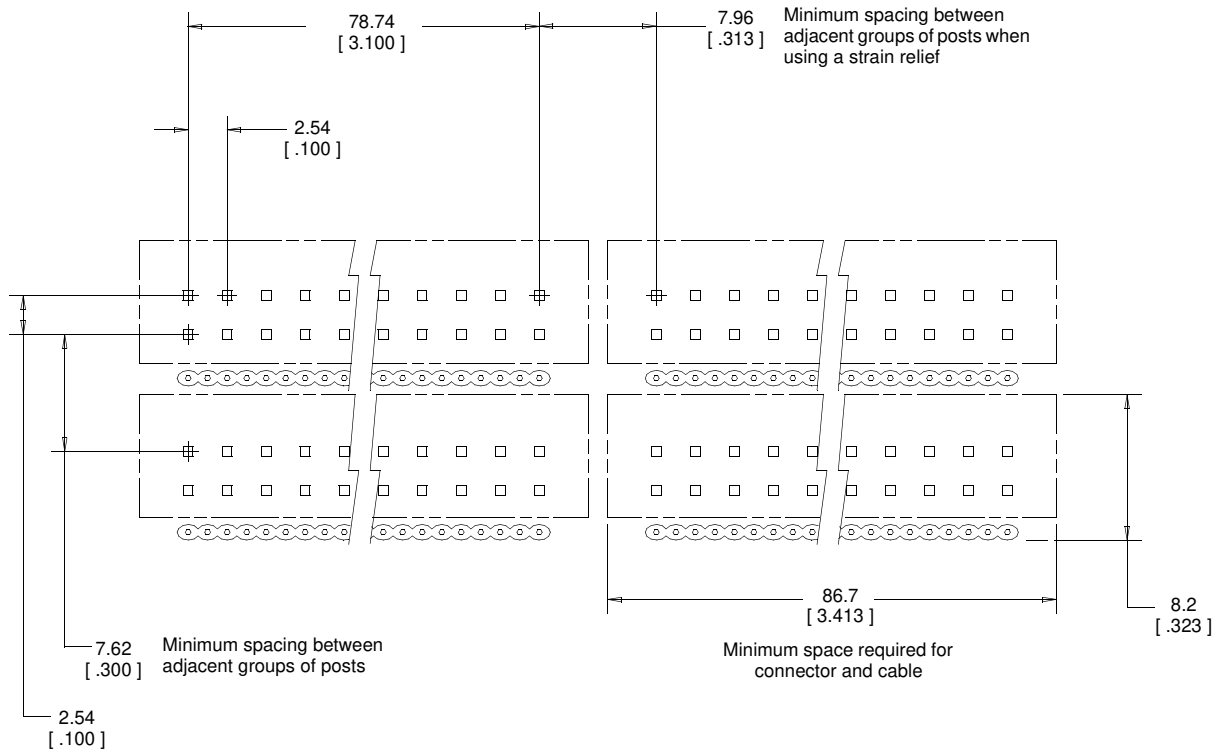 78.74
[ 3.100 ]
7.96
[ .313 ]
Minimum spacing between
adjacent groups of posts when
using a strain relief
2.54
[ .100 ]
86.7
[ 3.413 ]
Minimum space required for
connector and cable
8.2
[ .323 ]
7.62
[ .300 ]
Minimum spacing between
adjacent groups of posts
2.54
[ .100 ]